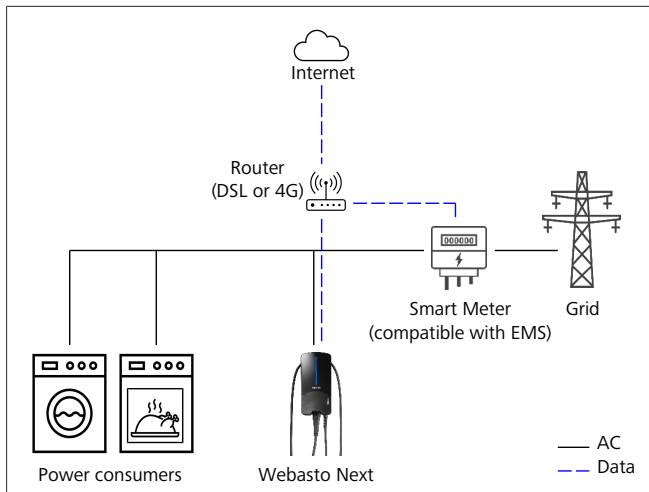 Internet
Router
(DSL or 4G)
000000
Smart Meter
(compatible with EMS)
Grid
Power consumers
Webasto Next
AC
Data